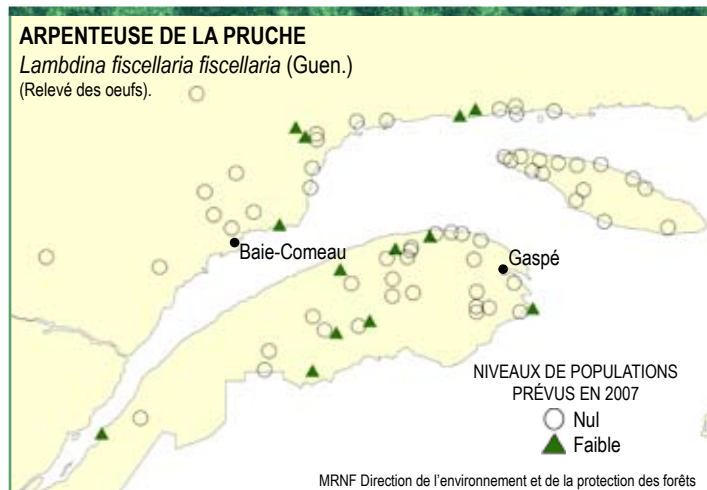 ARPENTEUSE DE LA PRUCHE
Lambdina fiscellaria fiscellaria (Guen.)
(Relevé des oeufs).
Baie-Comeau
Gaspé
NIVEAUX DE POPULATIONS
PRÉVUS EN 2007
Nul
Faible
MRNF Direction de l'environnement et de la protection des forêts